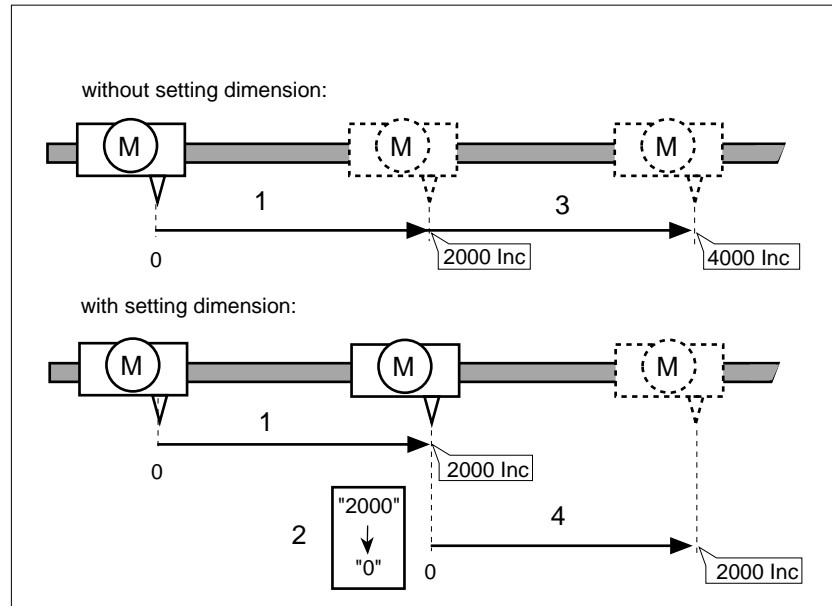 without setting dimension:
M
M
M
1
3
0
2000 Inc
4000 Inc
with setting dimension:
M
M
M
1
0
2000 Inc
2
"2000"
"0"
4
0
2000 Inc